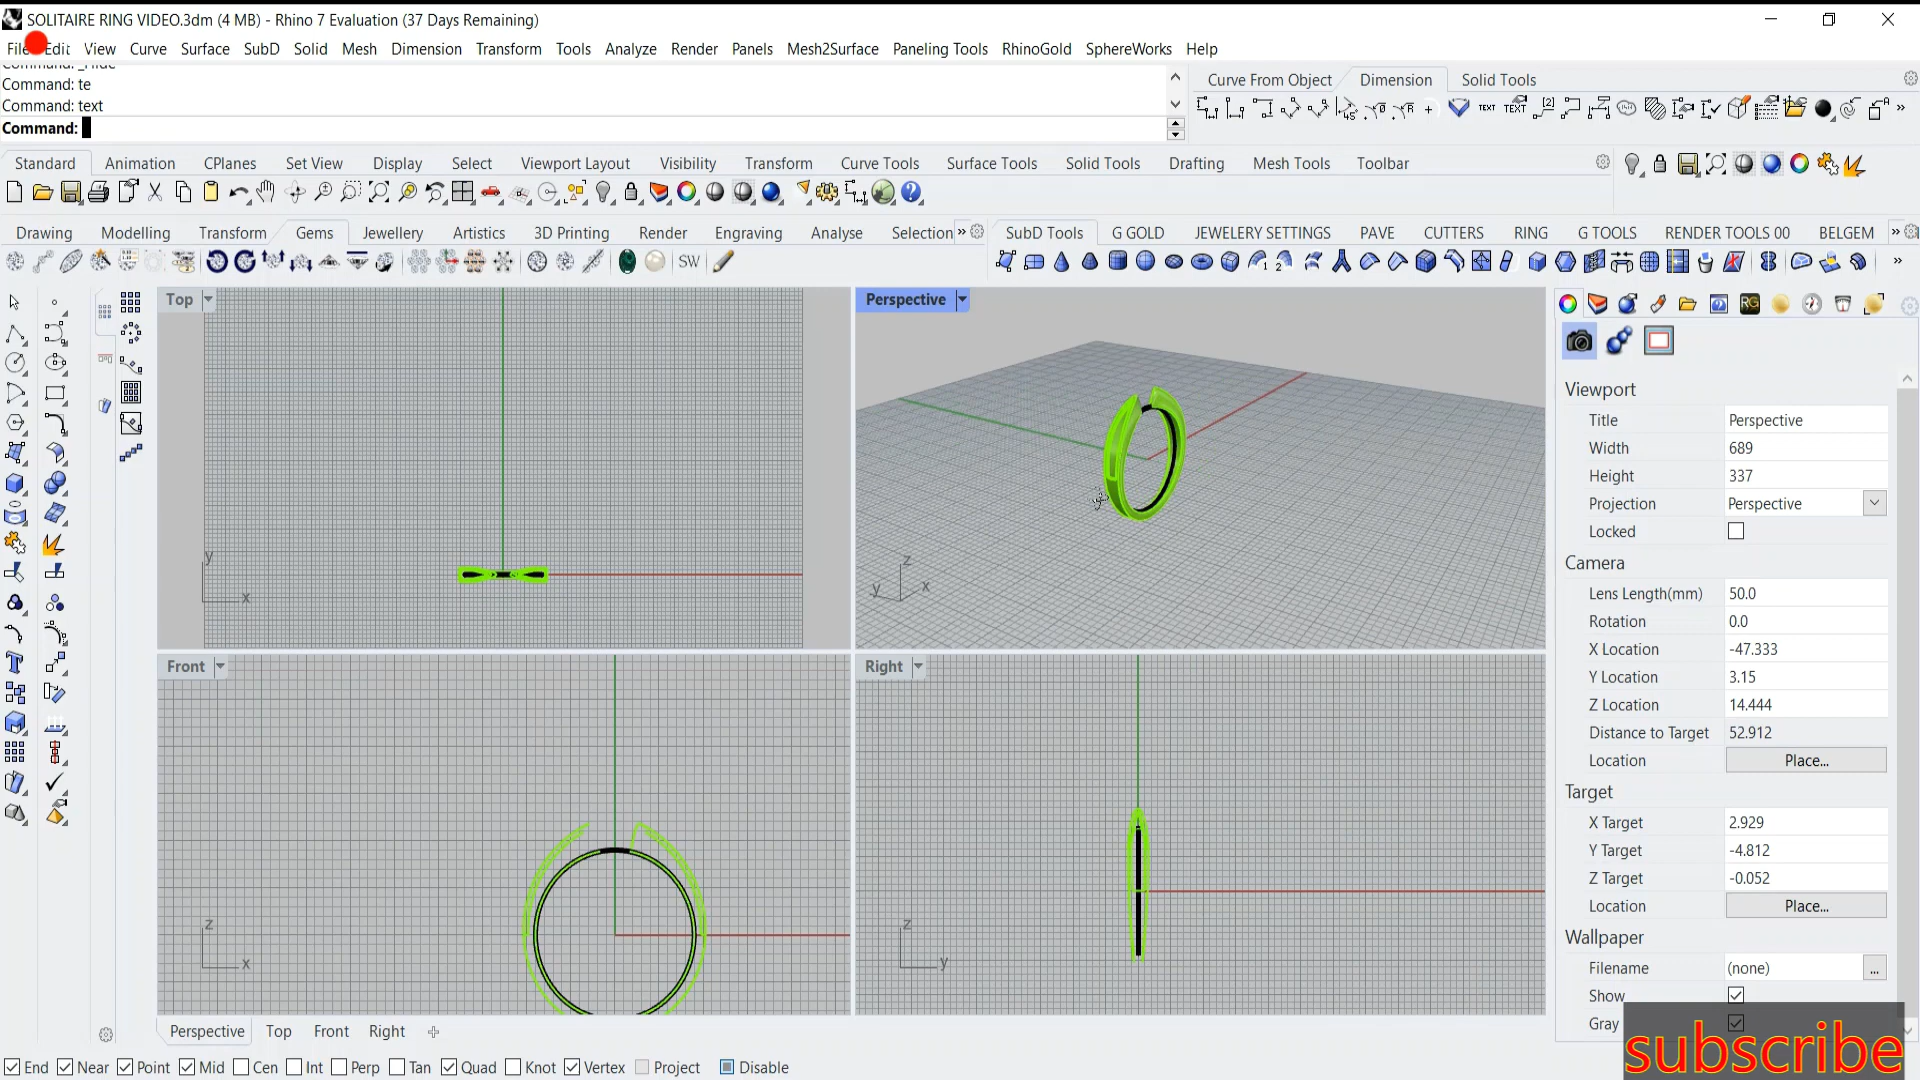 SOLITAIRE RING VIDEO.3dm (4 MB) - Rhino 7 Evaluation (37 Days Remaining)
File Edit View Curve Surface SubD Solid Mesh Dimension Transform Tools Analyze Render Panels Mesh2Surface Paneling Tools RhinoGold SphereWorks Help
Command: _Hide
Command: te
Command: text
Command:
Curve From Object Dimension Solid Tools
TEXT TEXT
Standard Animation CPlanes Set View Display Select Viewport Layout Visibility Transform Curve Tools Surface Tools Solid Tools Drafting Mesh Tools Toolbar
Drawing Modelling Transform Gems Jewellery Artistics 3D Printing Render Engraving Analyse Selection »
SubD Tools G GOLD JEWELERY SETTINGS PAVE CUTTERS RING G TOOLS RENDER TOOLS 00 BELGEM »
SW
Top
y
x
Perspective
z
y
x
Front
z
x
Right
z
y
RG
Viewport
Title Perspective
Width 689
Height 337
Projection Perspective
Locked
Camera
Lens Length(mm) 50.0
Rotation 0.0
X Location -47.333
Y Location 3.15
Z Location 14.444
Distance to Target 52.912
Location Place...
Target
X Target 2.929
Y Target -4.812
Z Target -0.052
Location Place...
Wallpaper
Filename (none) ...
Show
Gray
subscribe
Perspective Top Front Right
End Near Point Mid Cen Int Perp Tan Quad Knot Vertex Project Disable